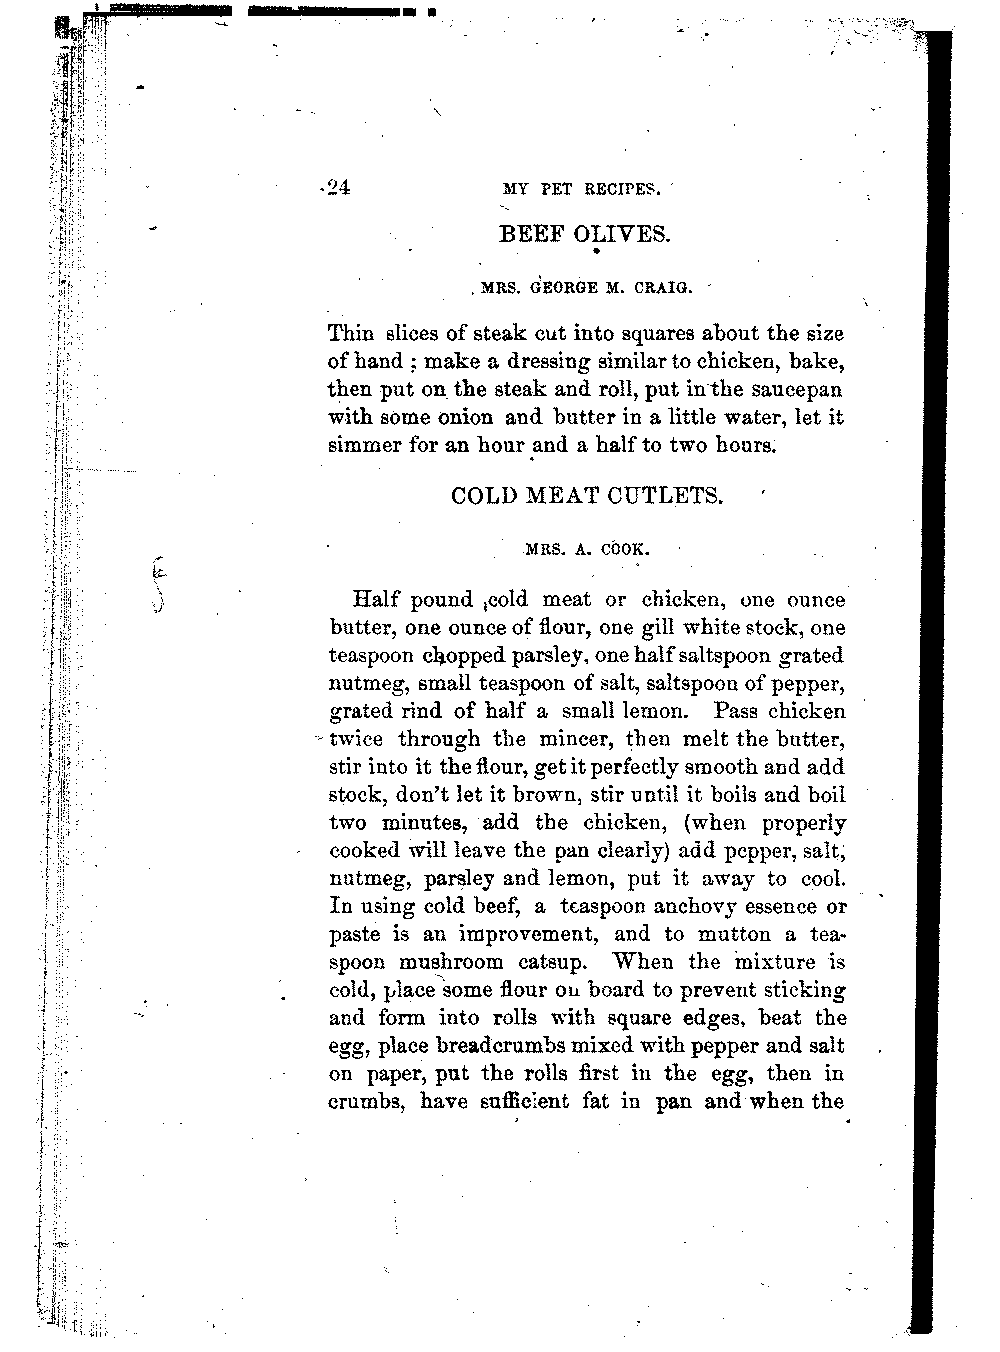 24 MY PET RECIPES.
BEEF OLIVES.
MRS. GEORGE M. CRAIG.
Thin slices of steak cut into squares about the size
of hand ; make a dressing similar to chicken, bake,
then put on the steak and roll, put in the saucepan
with some onion and butter in a little water, let it
simmer for an hour and a half to two hours.
COLD MEAT CUTLETS.
MRS. A. COOK.
Half pound cold meat or chicken, one ounce
butter, one ounce of flour, one gill white stock, one
teaspoon chopped parsley, one half saltspoon grated
nutmeg, small teaspoon of salt, saltspoon of pepper,
grated rind of half a small lemon. Pass chicken
twice through the mincer, then melt the butter,
stir into it the flour, get it perfectly smooth and add
stock, don't let it brown, stir until it boils and boil
two minutes, add the chicken, (when properly
cooked will leave the pan clearly) add pepper, salt,
nutmeg, parsley and lemon, put it away to cool.
In using cold beef, a teaspoon anchovy essence or
paste is an improvement, and to mutton a tea-
spoon mushroom catsup. When the mixture is
cold, place some flour on board to prevent sticking
and form into rolls with square edges, beat the
egg, place breadcrumbs mixed with pepper and salt
on paper, put the rolls first in the egg, then in
crumbs, have sufficient fat in pan and when the